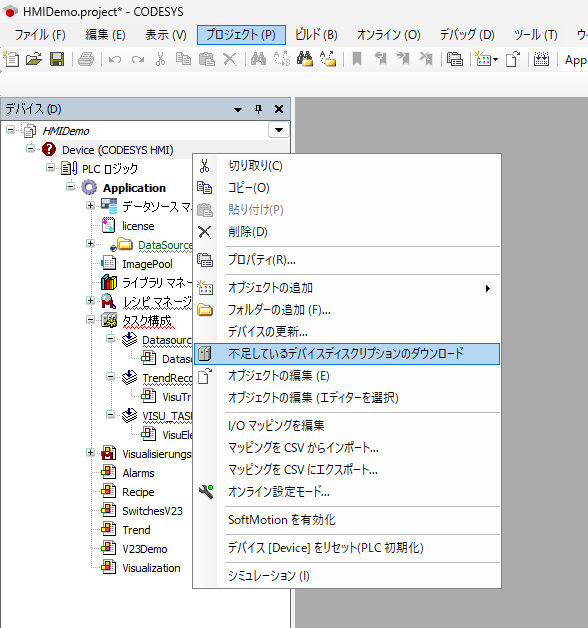 HMIDemo.project* - CODESYS
ファイル (F) 編集 (E) 表示 (V) プロジェクト (P) ビルド (B) オンライン (O) デバッグ (D) ツール (T)
App
デバイス (D)
HMIDemo
Device (CODESYS HMI)
PLC ロジック
Application
データソース マネ
license
DataSource
ImagePool
ライブラリ マネー
レシピ マネージ
タスク構成
Datasour
Datas
TrendReco
VisuTr
VISU_TASK
VisuEle
Visualisierungs
Alarms
Recipe
SwitchesV23
Trend
V23Demo
Visualization
切り取り(C)
コピー(O)
貼り付け(P)
削除(D)
プロパティ(R)...
オブジェクトの追加
フォルダーの追加 (F)...
デバイスの更新...
不足しているデバイスディスクリプションのダウンロード
オブジェクトの編集 (E)
オブジェクトの編集 (エディターを選択)
I/O マッピングを編集
マッピングを CSV からインポート...
マッピングを CSV にエクスポート...
オンライン設定モード...
SoftMotion を有効化
デバイス [Device] をリセット(PLC 初期化)
シミュレーション (I)